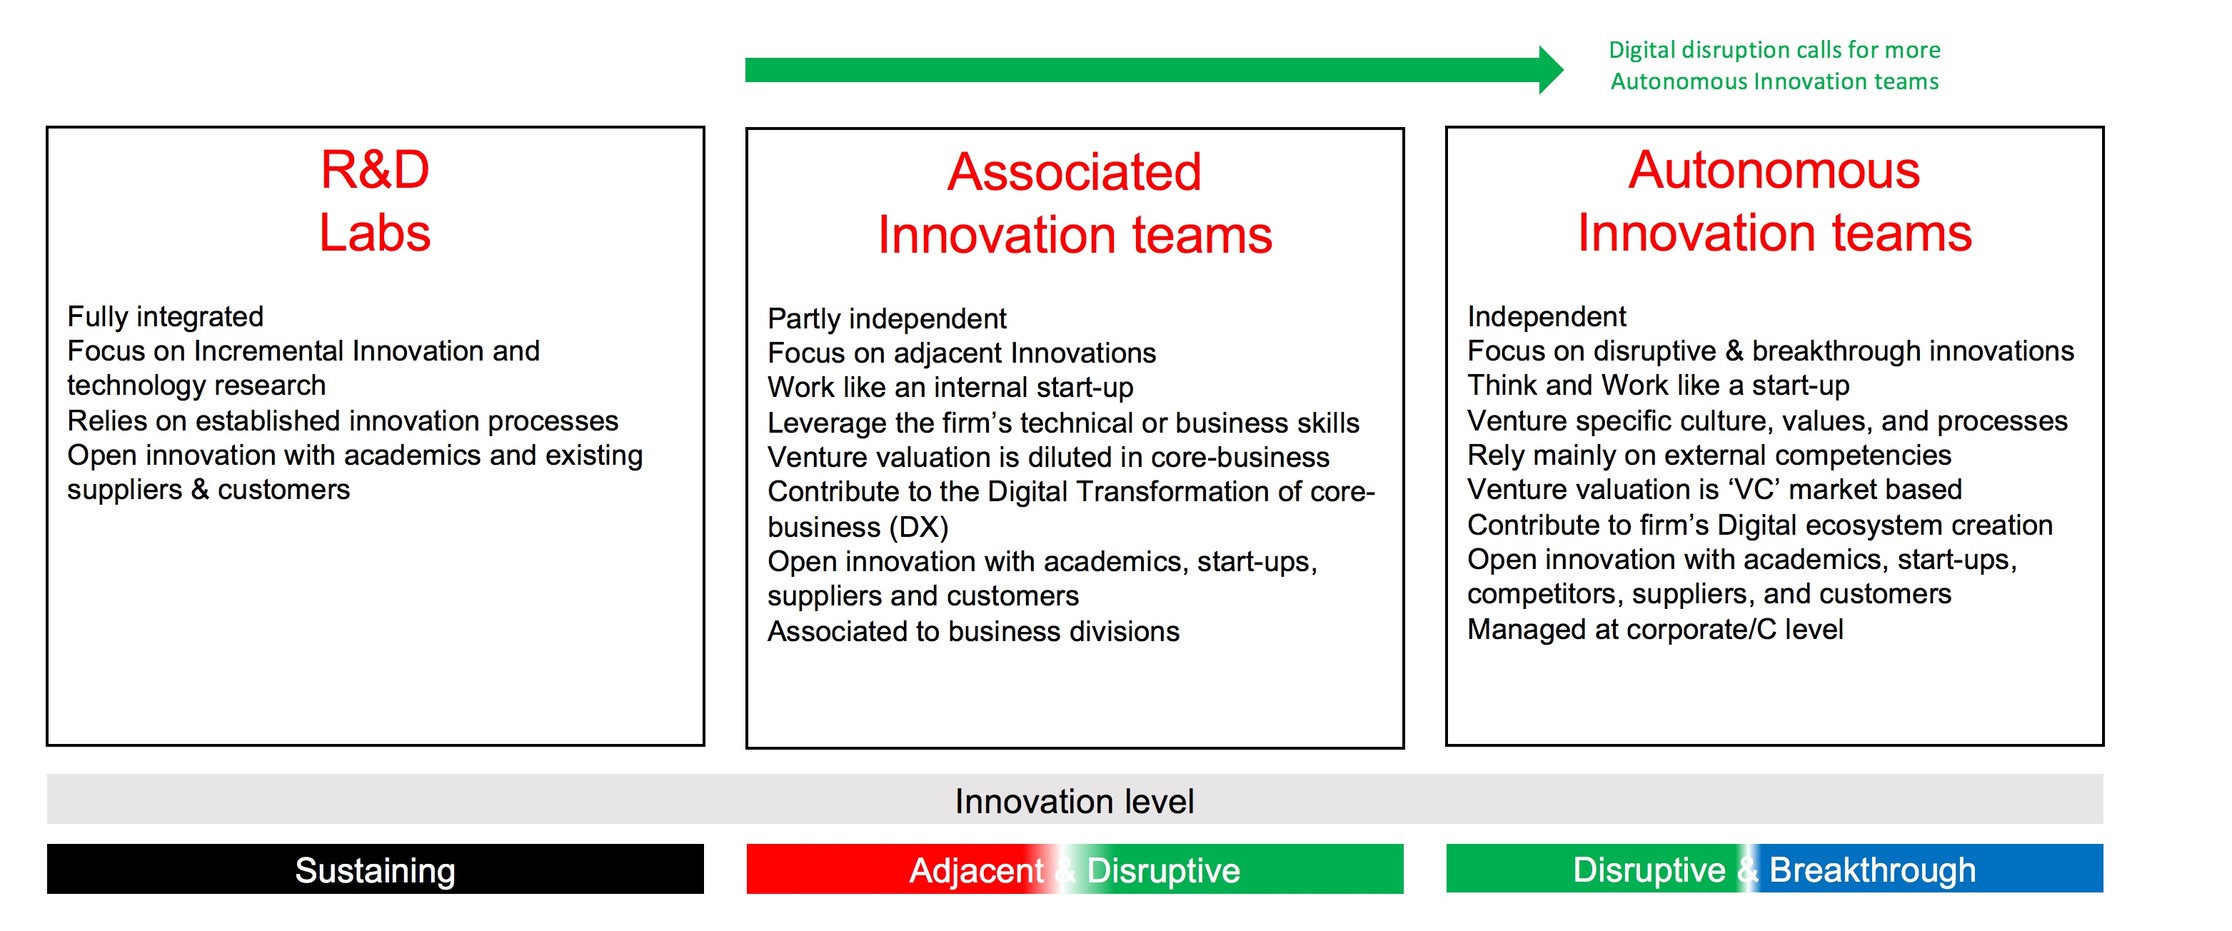 Digital disruption calls for more
Autonomous Innovation teams
R&D
Labs
Fully integrated
Focus on Incremental Innovation and
technology research
Relies on established innovation processes
Open innovation with academics and existing
suppliers & customers
Associated
Innovation teams
Partly independent
Focus on adjacent Innovations
Work like an internal start-up
Leverage the firm’s technical or business skills
Venture valuation is diluted in core-business
Contribute to the Digital Transformation of core-
business (DX)
Open innovation with academics, start-ups,
suppliers and customers
Associated to business divisions
Autonomous
Innovation teams
Independent
Focus on disruptive & breakthrough innovations
Think and Work like a start-up
Venture specific culture, values, and processes
Rely mainly on external competencies
Venture valuation is ‘VC’ market based
Contribute to firm’s Digital ecosystem creation
Open innovation with academics, start-ups,
competitors, suppliers, and customers
Managed at corporate/C level
Innovation level
Sustaining
Adjacent & Disruptive
Disruptive & Breakthrough